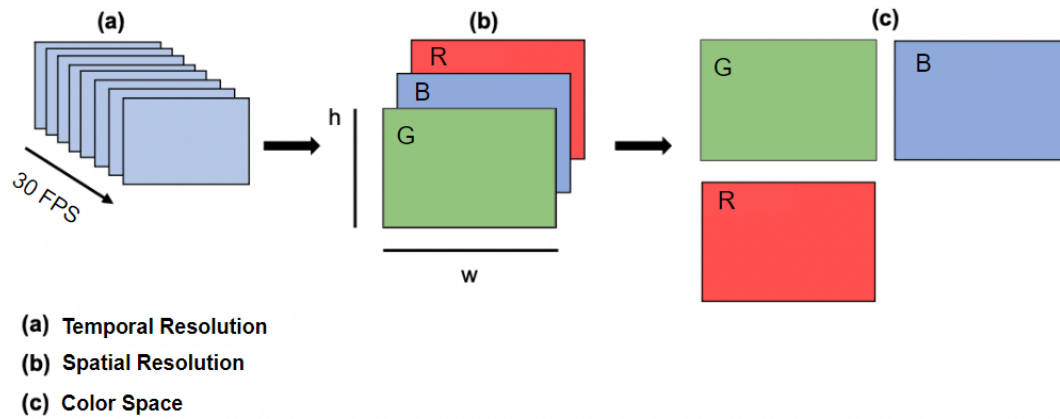 (a)
(b)
(c)
30 FPS
h
R
B
G
w
G
B
R
(a) Temporal Resolution
(b) Spatial Resolution
(c) Color Space